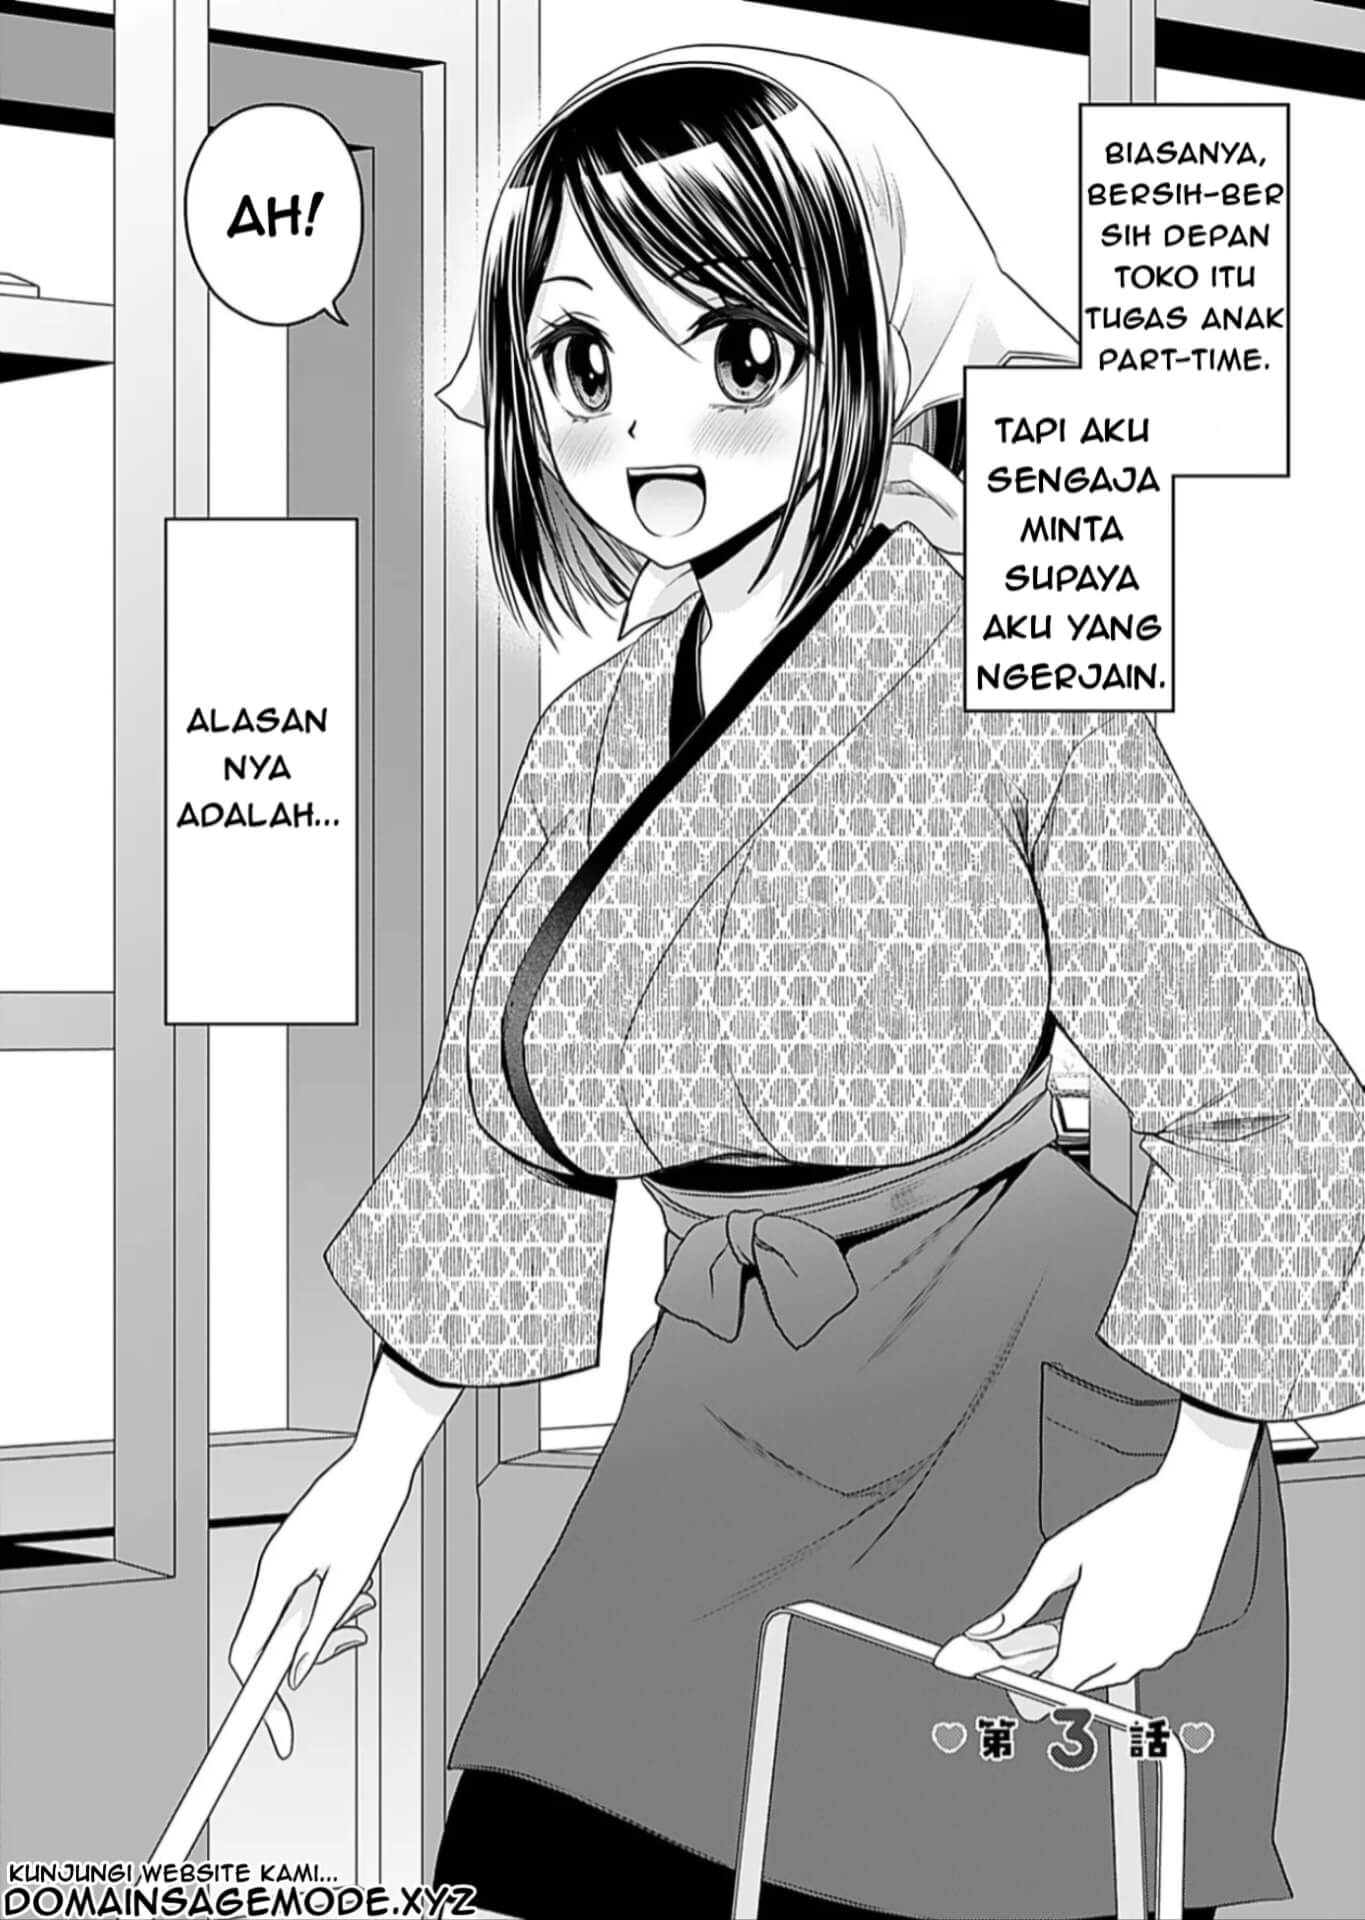 BIASANYA,
BERSIH-BER
SIH DEPAN
TOKO ITU
TUGAS ANAK
PART-TIME.
TAPI AKU
SENGAJA
MINTA
SUPAYA
AKU YANG
NGERJAIN.
AH!
ALASAN
NYA
ADALAH...
♡第3話♡
KUNJUNGI WEBSITE KAMI...
DOMAINSAGEMODE.XYZ